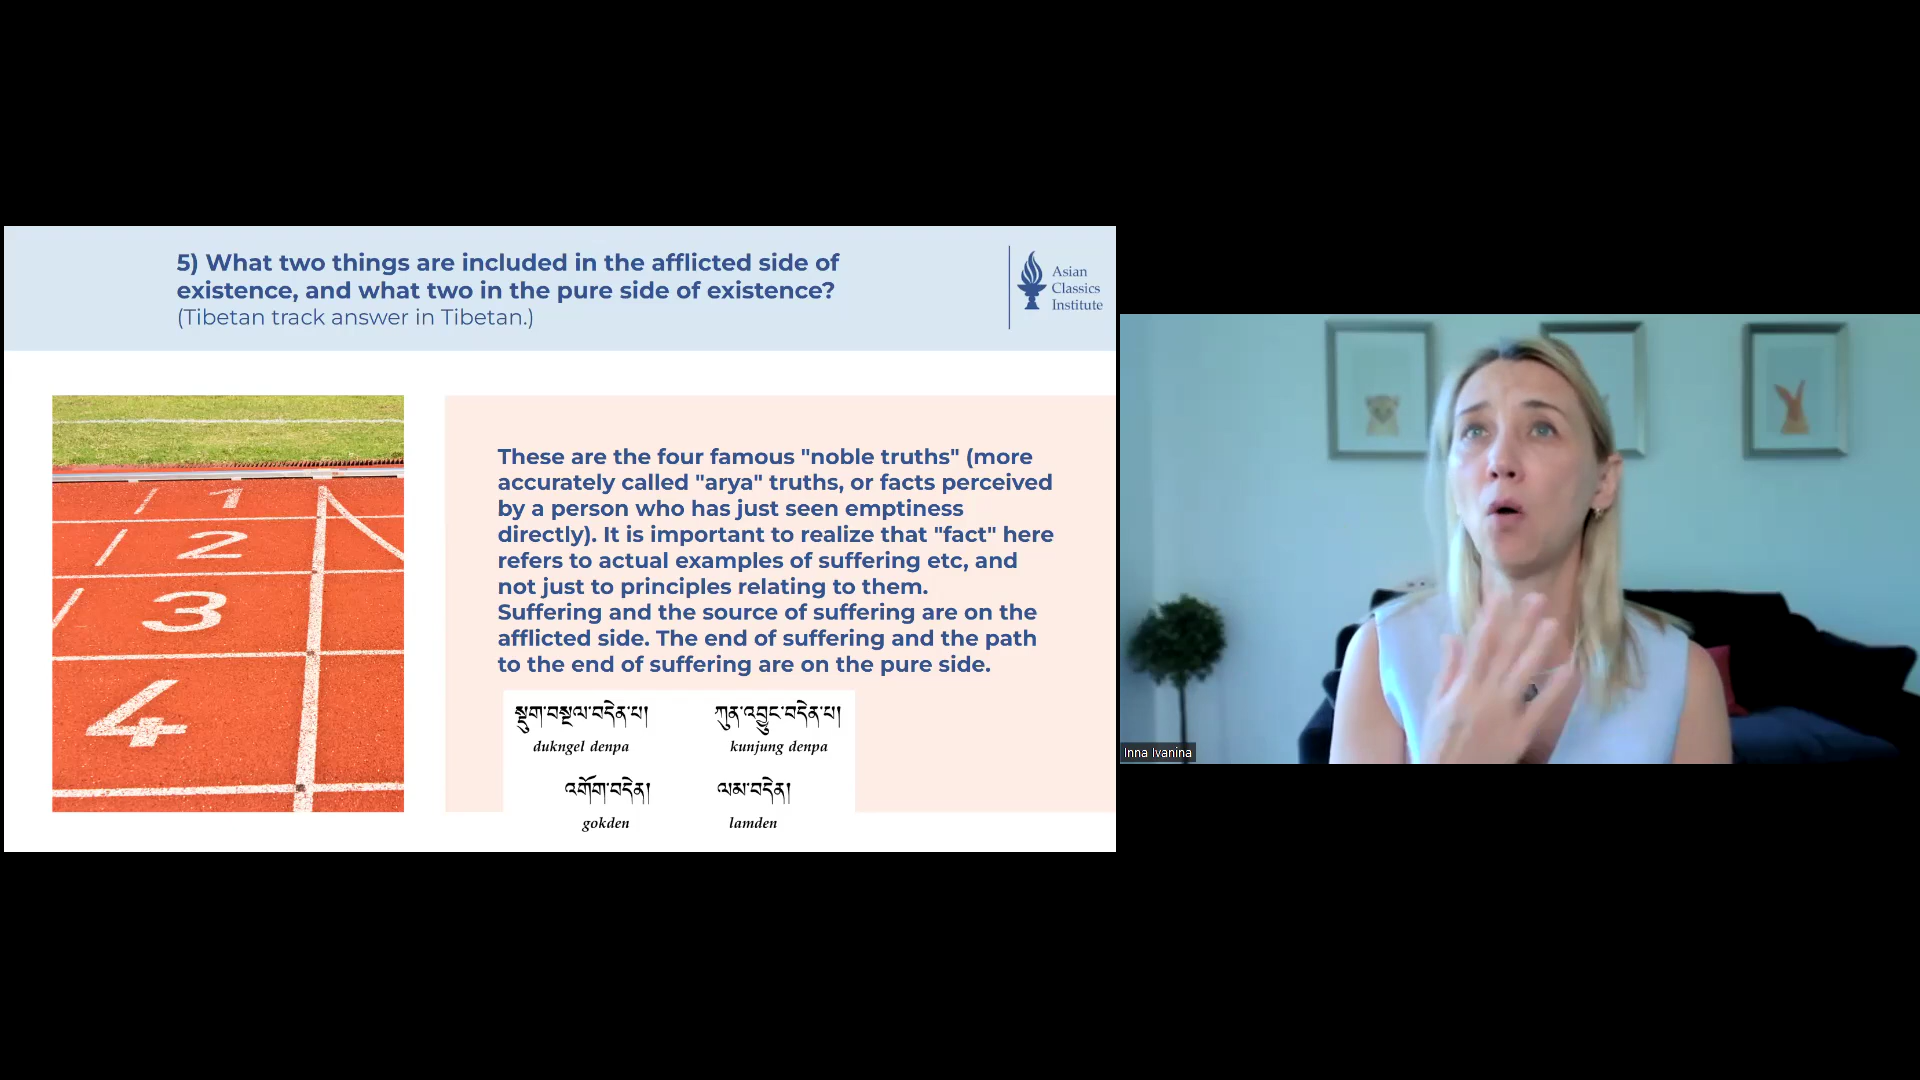 5) What two things are included in the afflicted side of
existence, and what two in the pure side of existence?
(Tibetan track answer in Tibetan.)
Asian
Classics
Institute
1
2
3
4
These are the four famous "noble truths" (more
accurately called "arya" truths, or facts perceived
by a person who has just seen emptiness
directly). It is important to realize that "fact" here
refers to actual examples of suffering etc, and
not just to principles relating to them.
Suffering and the source of suffering are on the
afflicted side. The end of suffering and the path
to the end of suffering are on the pure side.
སྡུག་བསྔལ་བདེན་པ། ཀུན་འབྱུང་བདེན་པ།
dukngel denpa kunjung denpa
འགོག་བདེན། ལམ་བདེན།
gokden lamden
Inna Ivanina